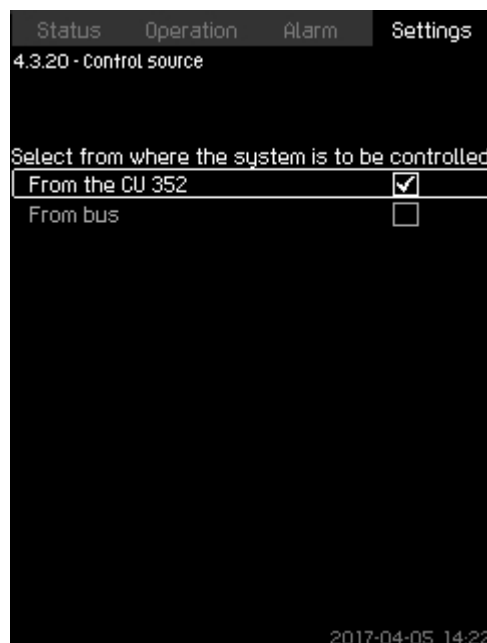 Status Operation Alarm Settings
4.3.20 - Control source
Select from where the system is to be controlled
From the CU 352
From bus
2017-04-05 14:22